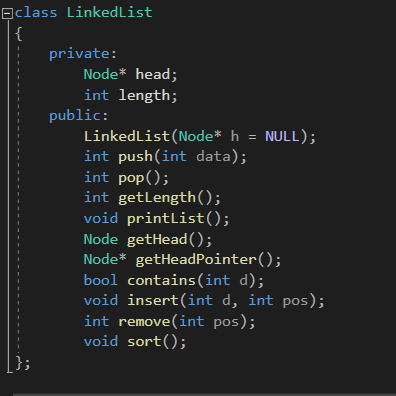 class LinkedList
{
    private:
        Node* head;
        int length;
    public:
        LinkedList(Node* h = NULL);
        int push(int data);
        int pop();
        int getLength();
        void printList();
        Node getHead();
        Node* getHeadPointer();
        bool contains(int d);
        void insert(int d, int pos);
        int remove(int pos);
        void sort();
};